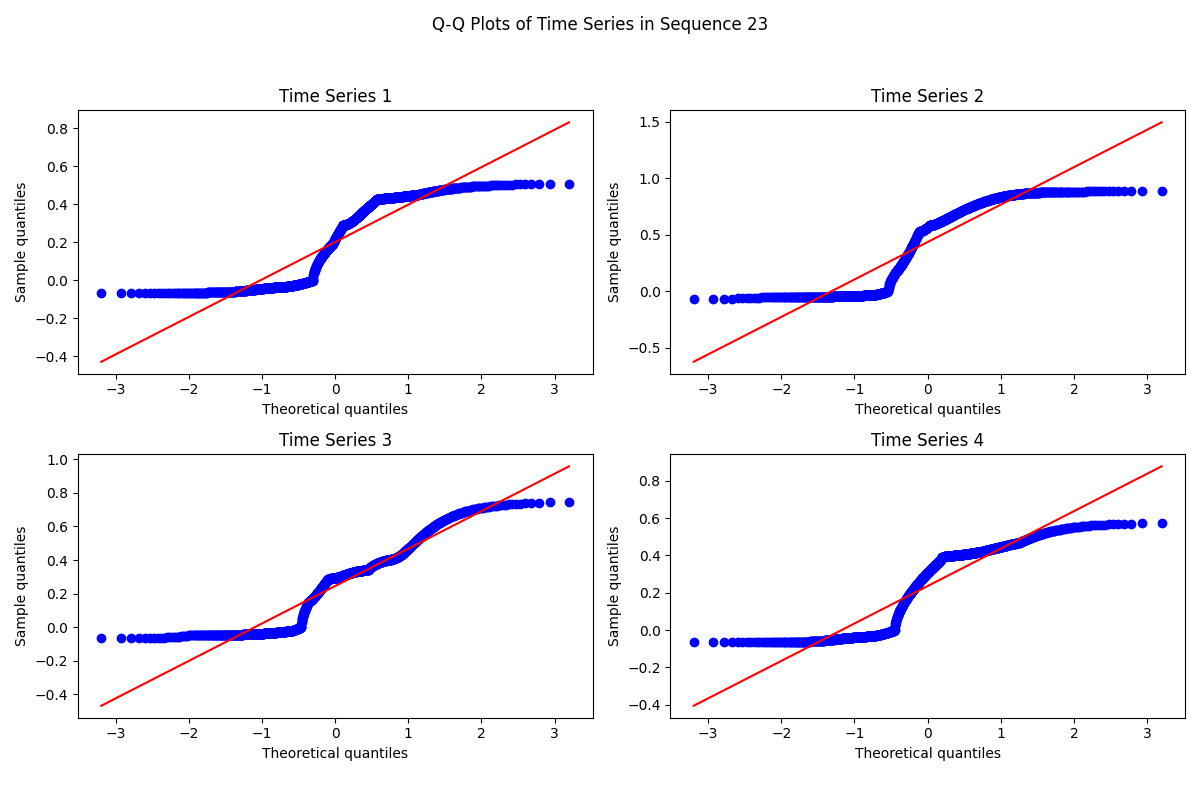 Q-Q Plots of Time Series in Sequence 23
Time Series 1
Sample quantiles
0.8
0.6
0.4
0.2
0.0
−0.2
−0.4
−3 −2 −1 0 1 2 3
Theoretical quantiles
Time Series 2
Sample quantiles
1.5
1.0
0.5
0.0
−0.5
−3 −2 −1 0 1 2 3
Theoretical quantiles
Time Series 3
Sample quantiles
1.0
0.8
0.6
0.4
0.2
0.0
−0.2
−0.4
−3 −2 −1 0 1 2 3
Theoretical quantiles
Time Series 4
Sample quantiles
0.8
0.6
0.4
0.2
0.0
−0.2
−0.4
−3 −2 −1 0 1 2 3
Theoretical quantiles